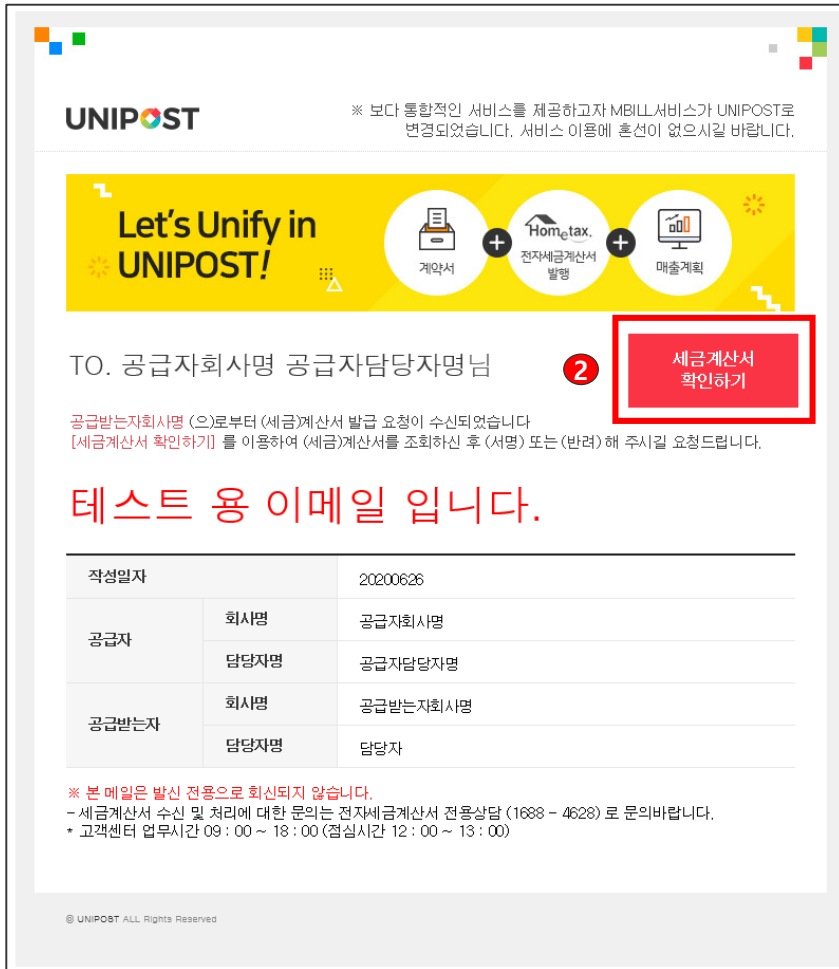 UNIPOST
※ 보다 통합적인 서비스를 제공하고자 MBILL서비스가 UNIPOST로
변경되었습니다. 서비스 이용에 혼선이 없으시길 바랍니다.
Let's Unify in
UNIPOST!
계약서
Hometax.
전자세금계산서
발행
매출계획
TO. 공급자회사명 공급자담당자명님
2
세금계산서
확인하기
공급받는자회사명 (으)로부터 (세금)계산서 발급 요청이 수신되었습니다
[세금계산서 확인하기] 를 이용하여 (세금)계산서를 조회하신 후 (서명) 또는 (반려) 해 주시길 요청드립니다.
테스트 용 이메일 입니다.
작성일자 20200626
공급자 회사명 공급자회사명
담당자명 공급자담당자명
공급받는자 회사명 공급받는자회사명
담당자명 담당자
※ 본 메일은 발신 전용으로 회신되지 않습니다.
- 세금계산서 수신 및 처리에 대한 문의는 전자세금계산서 전용상담 (1688 - 4628) 로 문의바랍니다.
* 고객센터 업무시간 09 : 00 ~ 18 : 00 (점심시간 12 : 00 ~ 13 : 00)
@ UNIPOST ALL Rights Reserved